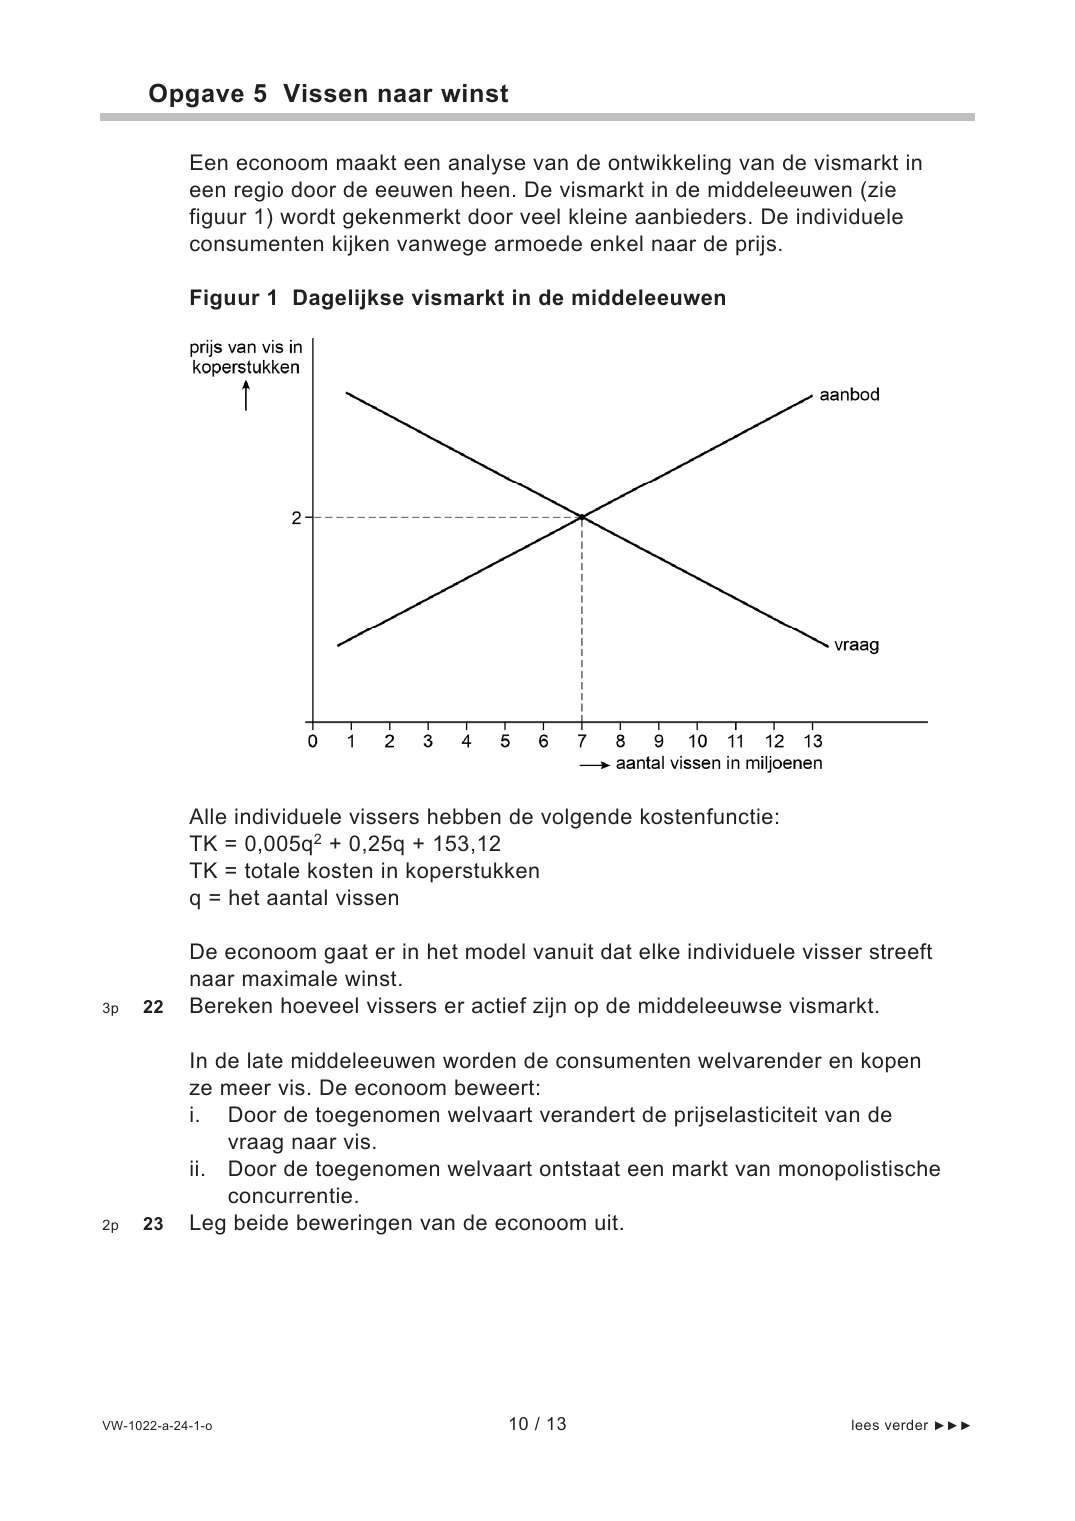 Opgave 5  Vissen naar winst
Een econoom maakt een analyse van de ontwikkeling van de vismarkt in
een regio door de eeuwen heen. De vismarkt in de middeleeuwen (zie
figuur 1) wordt gekenmerkt door veel kleine aanbieders. De individuele
consumenten kijken vanwege armoede enkel naar de prijs.
Figuur 1  Dagelijkse vismarkt in de middeleeuwen
prijs van vis in
koperstukken
aanbod
2
vraag
0 1 2 3 4 5 6 7 8 9 10 11 12 13
aantal vissen in miljoenen
Alle individuele vissers hebben de volgende kostenfunctie:
TK = 0,005q² + 0,25q + 153,12
TK = totale kosten in koperstukken
q = het aantal vissen
De econoom gaat er in het model vanuit dat elke individuele visser streeft
naar maximale winst.
3p 22 Bereken hoeveel vissers er actief zijn op de middeleeuwse vismarkt.
In de late middeleeuwen worden de consumenten welvarender en kopen
ze meer vis. De econoom beweert:
i. Door de toegenomen welvaart verandert de prijselasticiteit van de
vraag naar vis.
ii. Door de toegenomen welvaart ontstaat een markt van monopolistische
concurrentie.
2p 23 Leg beide beweringen van de econoom uit.
VW-1022-a-24-1-o 10 / 13 lees verder ►►►